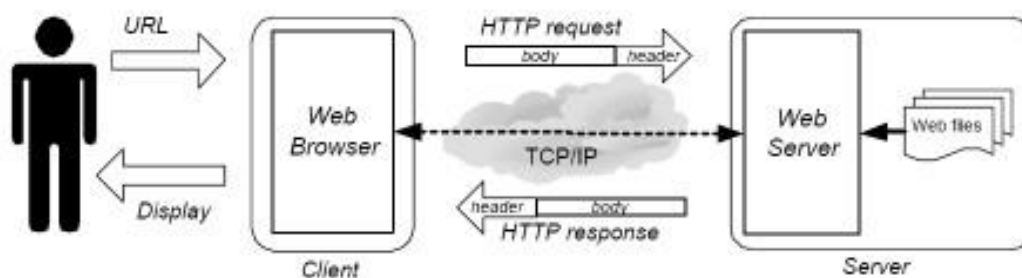 URL
Display
Web
Browser
Client
HTTP request
body header
TCP/IP
header body
HTTP response
Web
Server
Web files
Server